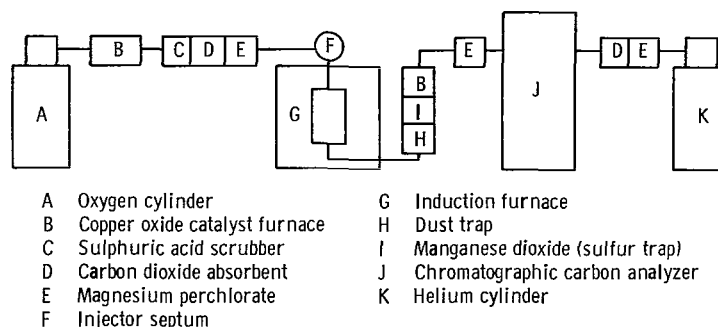 A
B
C D E
F
G
B
I
H
E
J
D E
K
A Oxygen cylinder
B Copper oxide catalyst furnace
C Sulphuric acid scrubber
D Carbon dioxide absorbent
E Magnesium perchlorate
F Injector septum
G Induction furnace
H Dust trap
I Manganese dioxide (sulfur trap)
J Chromatographic carbon analyzer
K Helium cylinder